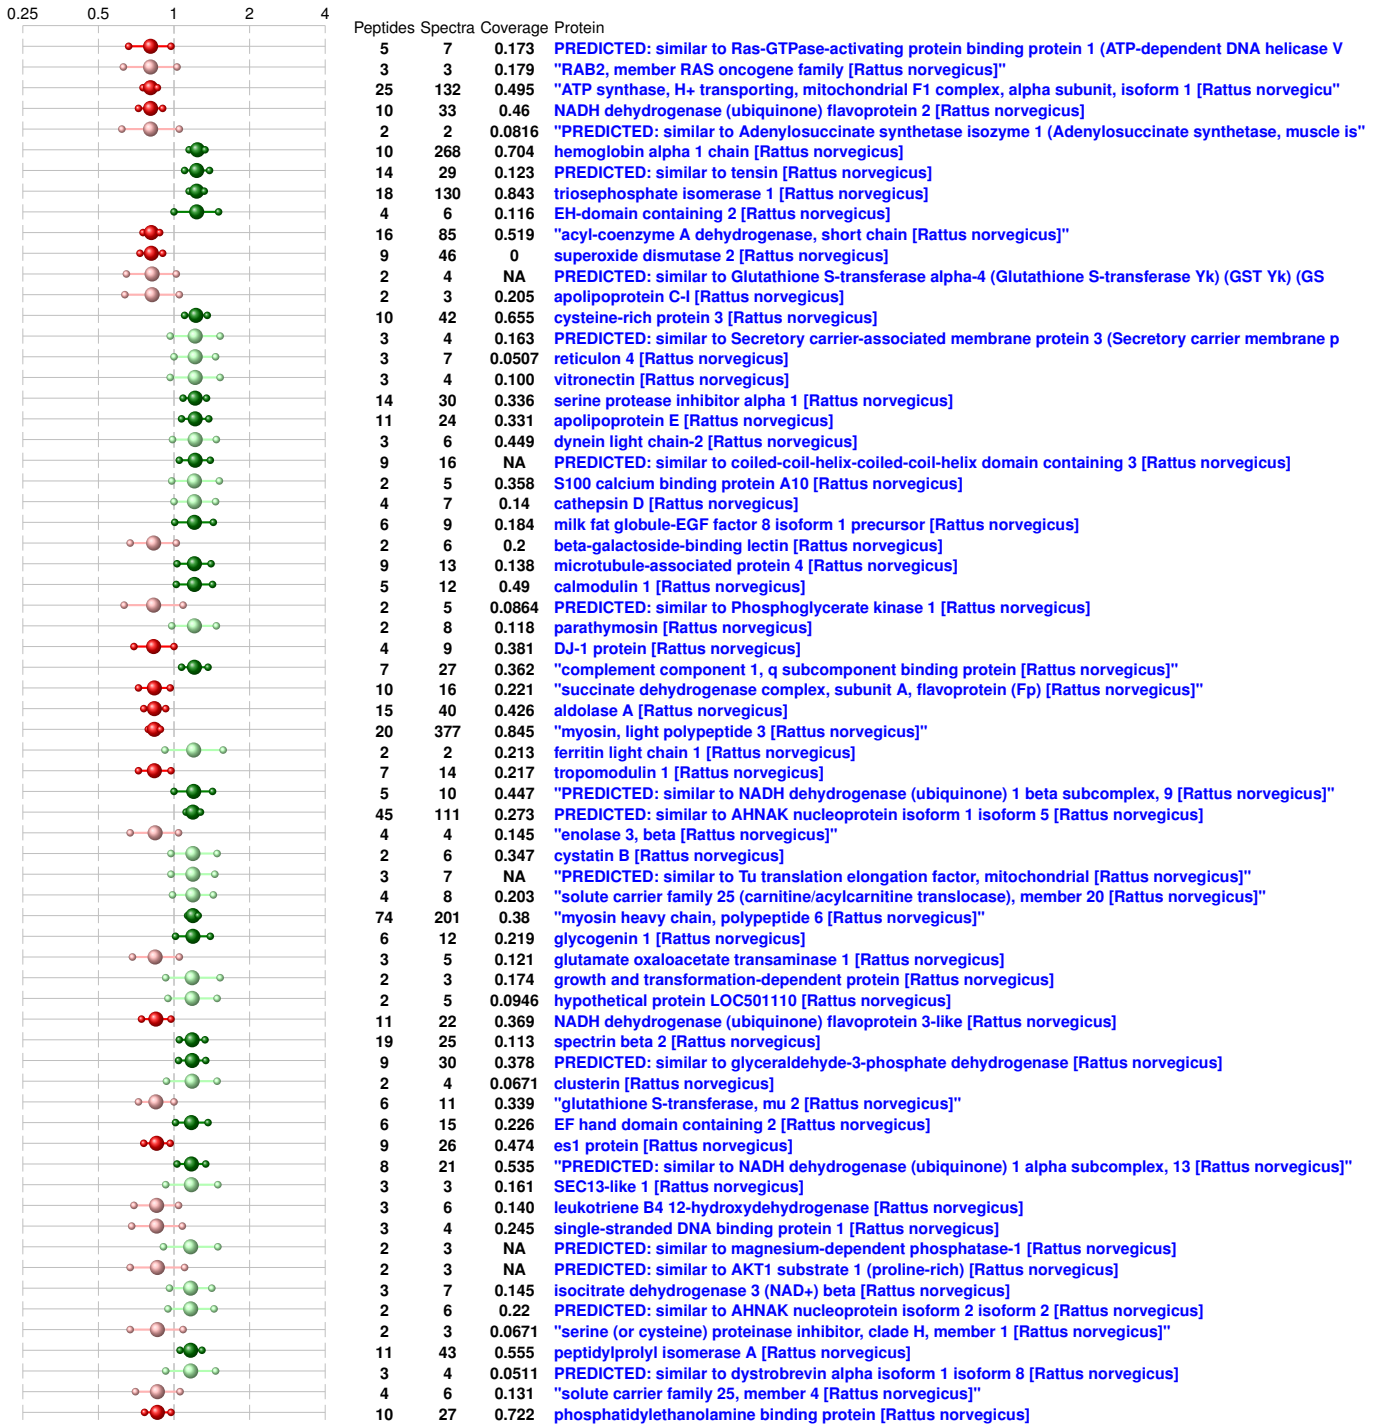 0.25 0.5 1 2 4
Peptides Spectra Coverage Protein
5 7 0.173 PREDICTED: similar to Ras-GTPase-activating protein binding protein 1 (ATP-dependent DNA helicase V
3 3 0.179 "RAB2, member RAS oncogene family [Rattus norvegicus]"
25 132 0.495 "ATP synthase, H+ transporting, mitochondrial F1 complex, alpha subunit, isoform 1 [Rattus norvegicu"
10 33 0.46 NADH dehydrogenase (ubiquinone) flavoprotein 2 [Rattus norvegicus]
2 2 0.0816 "PREDICTED: similar to Adenylosuccinate synthetase isozyme 1 (Adenylosuccinate synthetase, muscle is"
10 268 0.704 hemoglobin alpha 1 chain [Rattus norvegicus]
14 29 0.123 PREDICTED: similar to tensin [Rattus norvegicus]
18 130 0.843 triosephosphate isomerase 1 [Rattus norvegicus]
4 6 0.116 EH-domain containing 2 [Rattus norvegicus]
16 85 0.519 "acyl-coenzyme A dehydrogenase, short chain [Rattus norvegicus]"
9 46 0 superoxide dismutase 2 [Rattus norvegicus]
2 4 NA PREDICTED: similar to Glutathione S-transferase alpha-4 (Glutathione S-transferase Yk) (GST Yk) (GS
2 3 0.205 apolipoprotein C-I [Rattus norvegicus]
10 42 0.655 cysteine-rich protein 3 [Rattus norvegicus]
3 4 0.163 PREDICTED: similar to Secretory carrier-associated membrane protein 3 (Secretory carrier membrane p
3 7 0.0507 reticulon 4 [Rattus norvegicus]
3 4 0.100 vitronectin [Rattus norvegicus]
14 30 0.336 serine protease inhibitor alpha 1 [Rattus norvegicus]
11 24 0.331 apolipoprotein E [Rattus norvegicus]
3 6 0.449 dynein light chain-2 [Rattus norvegicus]
9 16 NA PREDICTED: similar to coiled-coil-helix-coiled-coil-helix domain containing 3 [Rattus norvegicus]
2 5 0.358 S100 calcium binding protein A10 [Rattus norvegicus]
4 7 0.14 cathepsin D [Rattus norvegicus]
6 9 0.184 milk fat globule-EGF factor 8 isoform 1 precursor [Rattus norvegicus]
2 6 0.2 beta-galactoside-binding lectin [Rattus norvegicus]
9 13 0.138 microtubule-associated protein 4 [Rattus norvegicus]
5 12 0.49 calmodulin 1 [Rattus norvegicus]
2 5 0.0864 PREDICTED: similar to Phosphoglycerate kinase 1 [Rattus norvegicus]
2 8 0.118 parathymosin [Rattus norvegicus]
4 9 0.381 DJ-1 protein [Rattus norvegicus]
7 27 0.362 "complement component 1, q subcomponent binding protein [Rattus norvegicus]"
10 16 0.221 "succinate dehydrogenase complex, subunit A, flavoprotein (Fp) [Rattus norvegicus]"
15 40 0.426 aldolase A [Rattus norvegicus]
20 377 0.845 "myosin, light polypeptide 3 [Rattus norvegicus]"
2 2 0.213 ferritin light chain 1 [Rattus norvegicus]
7 14 0.217 tropomodulin 1 [Rattus norvegicus]
5 10 0.447 "PREDICTED: similar to NADH dehydrogenase (ubiquinone) 1 beta subcomplex, 9 [Rattus norvegicus]"
45 111 0.273 PREDICTED: similar to AHNAK nucleoprotein isoform 1 isoform 5 [Rattus norvegicus]
4 4 0.145 "enolase 3, beta [Rattus norvegicus]"
2 6 0.347 cystatin B [Rattus norvegicus]
3 7 NA "PREDICTED: similar to Tu translation elongation factor, mitochondrial [Rattus norvegicus]"
4 8 0.203 "solute carrier family 25 (carnitine/acylcarnitine translocase), member 20 [Rattus norvegicus]"
74 201 0.38 "myosin heavy chain, polypeptide 6 [Rattus norvegicus]"
6 12 0.219 glycogenin 1 [Rattus norvegicus]
3 5 0.121 glutamate oxaloacetate transaminase 1 [Rattus norvegicus]
2 3 0.174 growth and transformation-dependent protein [Rattus norvegicus]
2 5 0.0946 hypothetical protein LOC501110 [Rattus norvegicus]
11 22 0.369 NADH dehydrogenase (ubiquinone) flavoprotein 3-like [Rattus norvegicus]
19 25 0.113 spectrin beta 2 [Rattus norvegicus]
9 30 0.378 PREDICTED: similar to glyceraldehyde-3-phosphate dehydrogenase [Rattus norvegicus]
2 4 0.0671 clusterin [Rattus norvegicus]
6 11 0.339 "glutathione S-transferase, mu 2 [Rattus norvegicus]"
6 15 0.226 EF hand domain containing 2 [Rattus norvegicus]
9 26 0.474 es1 protein [Rattus norvegicus]
8 21 0.535 "PREDICTED: similar to NADH dehydrogenase (ubiquinone) 1 alpha subcomplex, 13 [Rattus norvegicus]"
3 3 0.161 SEC13-like 1 [Rattus norvegicus]
3 6 0.140 leukotriene B4 12-hydroxydehydrogenase [Rattus norvegicus]
3 4 0.245 single-stranded DNA binding protein 1 [Rattus norvegicus]
2 3 NA PREDICTED: similar to magnesium-dependent phosphatase-1 [Rattus norvegicus]
2 3 NA PREDICTED: similar to AKT1 substrate 1 (proline-rich) [Rattus norvegicus]
3 7 0.145 isocitrate dehydrogenase 3 (NAD+) beta [Rattus norvegicus]
2 6 0.22 PREDICTED: similar to AHNAK nucleoprotein isoform 2 isoform 2 [Rattus norvegicus]
2 3 0.0671 "serine (or cysteine) proteinase inhibitor, clade H, member 1 [Rattus norvegicus]"
11 43 0.555 peptidylprolyl isomerase A [Rattus norvegicus]
3 4 0.0511 PREDICTED: similar to dystrobrevin alpha isoform 1 isoform 8 [Rattus norvegicus]
4 6 0.131 "solute carrier family 25, member 4 [Rattus norvegicus]"
10 27 0.722 phosphatidylethanolamine binding protein [Rattus norvegicus]